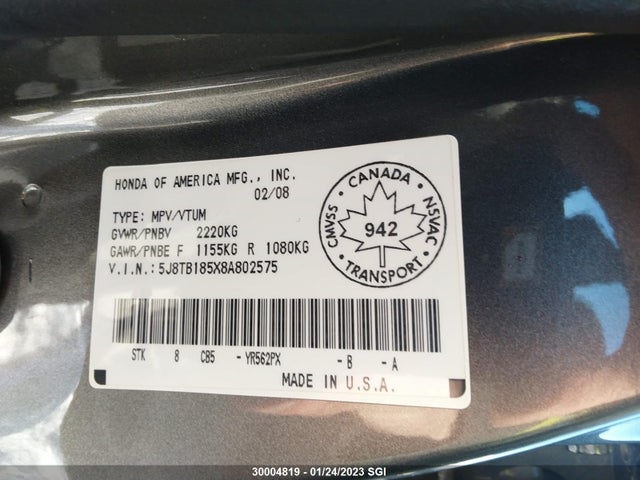 HONDA OF AMERICA MFG., INC.
02/08
TYPE: MPV/VTUM
GVWR/PNBV 2220KG
GAWR/PNBE F 1155KG R 1080KG
V.I.N.: 5J8TB185X8A802575
CANADA
CMVSS
942
NSVAC
TRANSPORT
STK 8 CB5 -YR562PX -B -A
MADE IN U.S.A.
30004819 - 01/24/2023 SGI